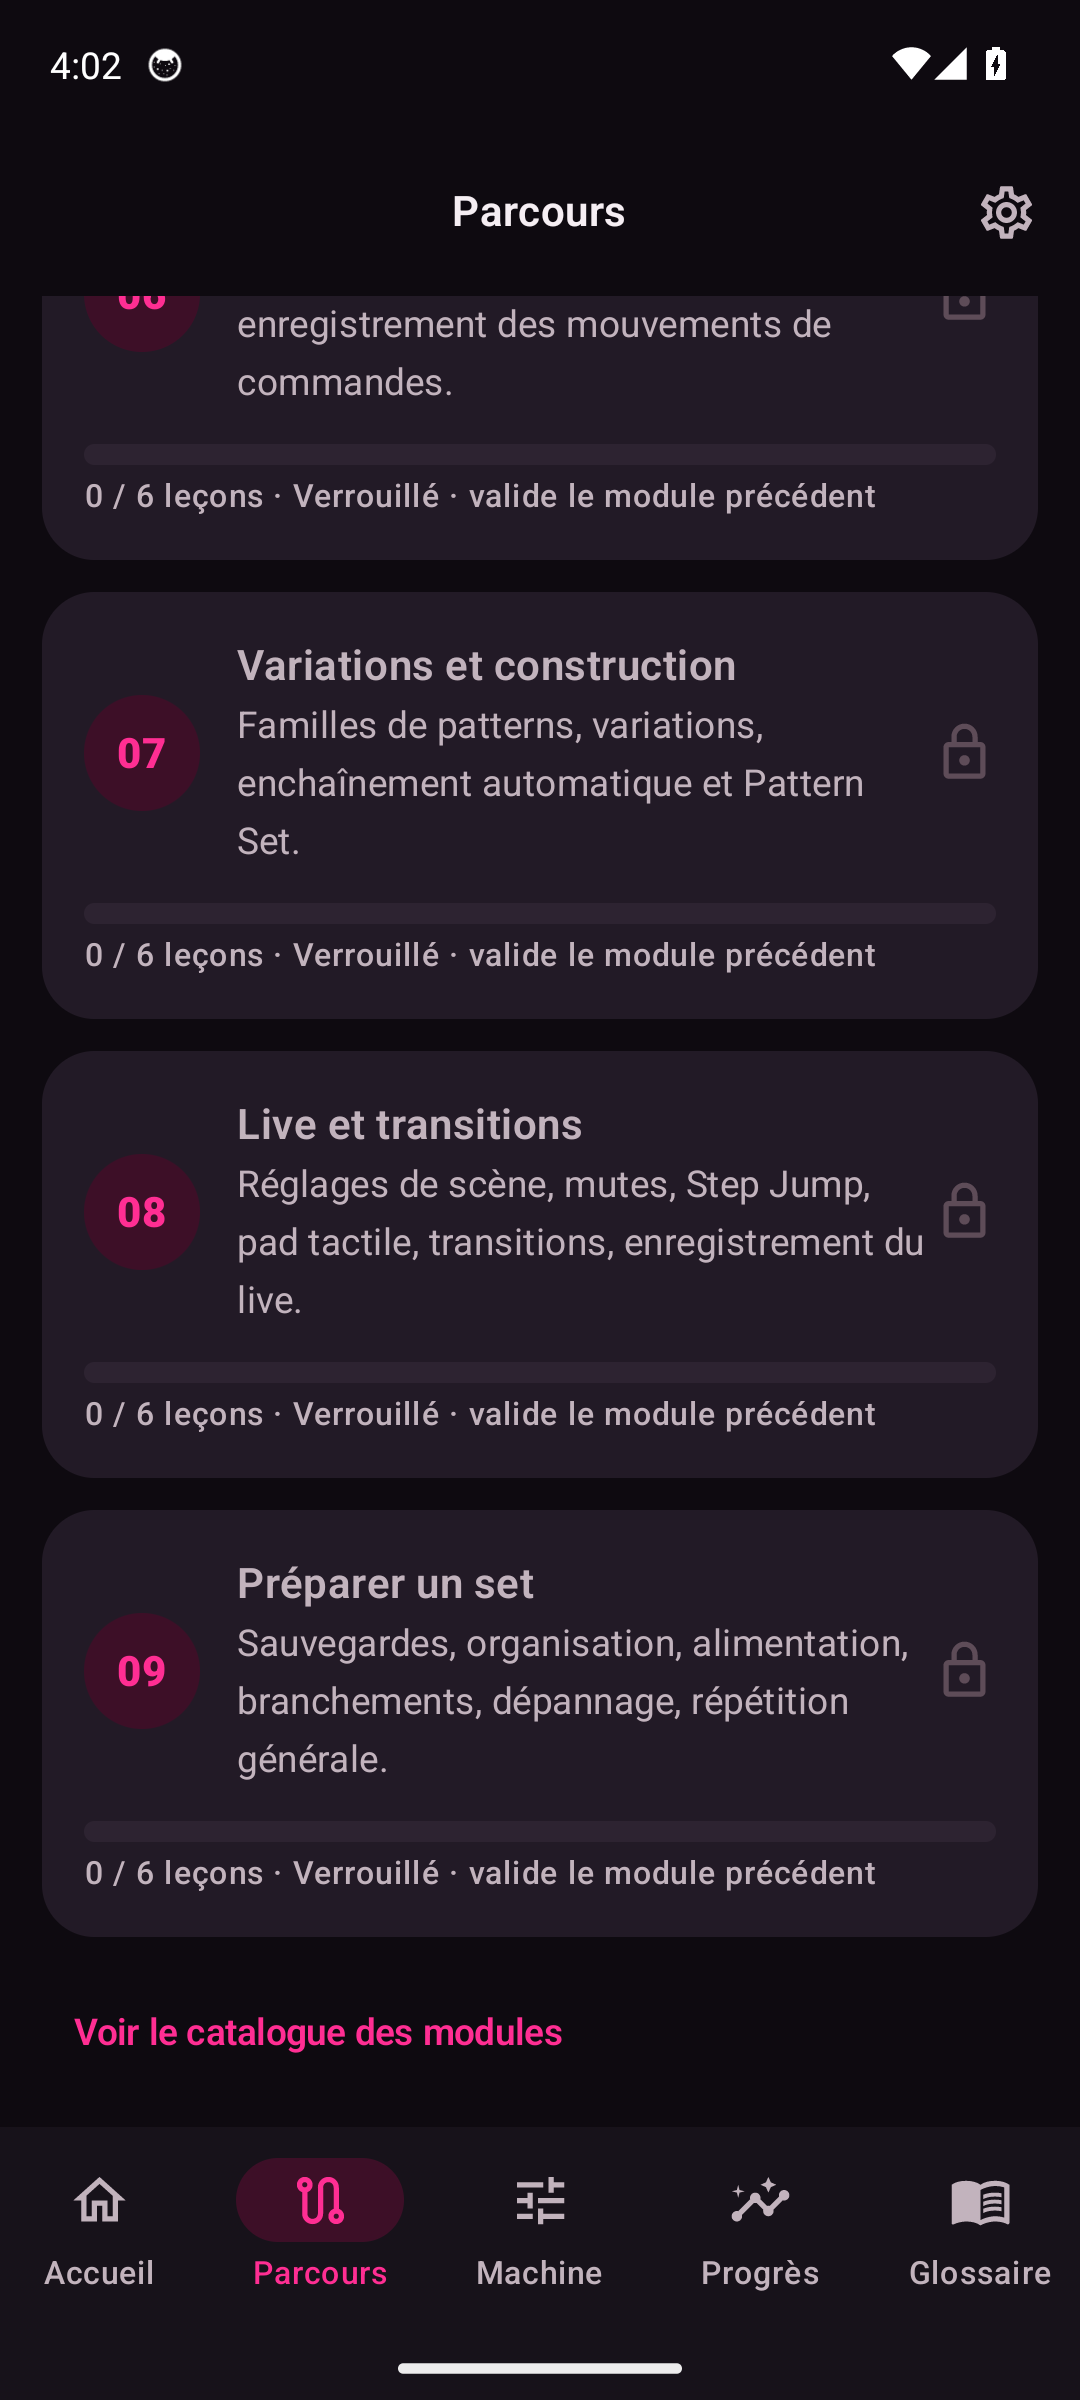 4:02
Parcours
06
enregistrement des mouvements de
commandes.
0 / 6 leçons · Verrouillé · valide le module précédent
Variations et construction
07
Familles de patterns, variations,
enchaînement automatique et Pattern
Set.
0 / 6 leçons · Verrouillé · valide le module précédent
Live et transitions
08
Réglages de scène, mutes, Step Jump,
pad tactile, transitions, enregistrement du
live.
0 / 6 leçons · Verrouillé · valide le module précédent
Préparer un set
09
Sauvegardes, organisation, alimentation,
branchements, dépannage, répétition
générale.
0 / 6 leçons · Verrouillé · valide le module précédent
Voir le catalogue des modules
Accueil
Parcours
Machine
Progrès
Glossaire